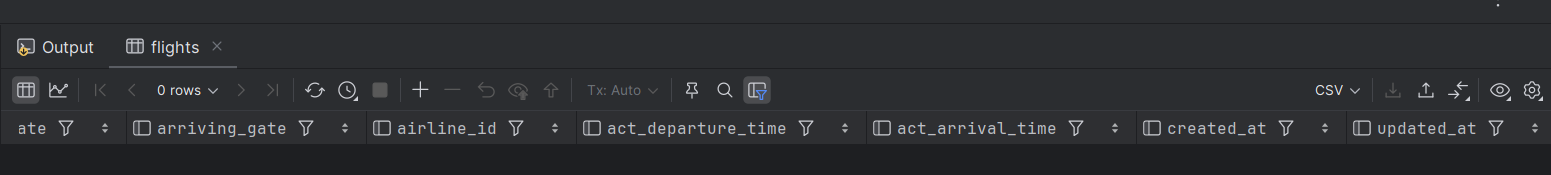 Output flights
0 rows Tx: Auto CSV
ate arriving_gate airline_id act_departure_time act_arrival_time created_at updated_at